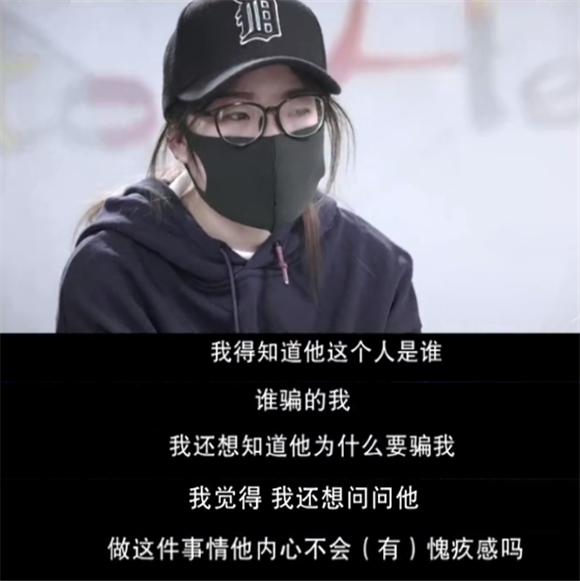 我得知道他这个人是谁
谁骗的我
我还想知道他为什么要骗我
我觉得 我还想问问他
做这件事情他内心不会（有）愧疚感吗